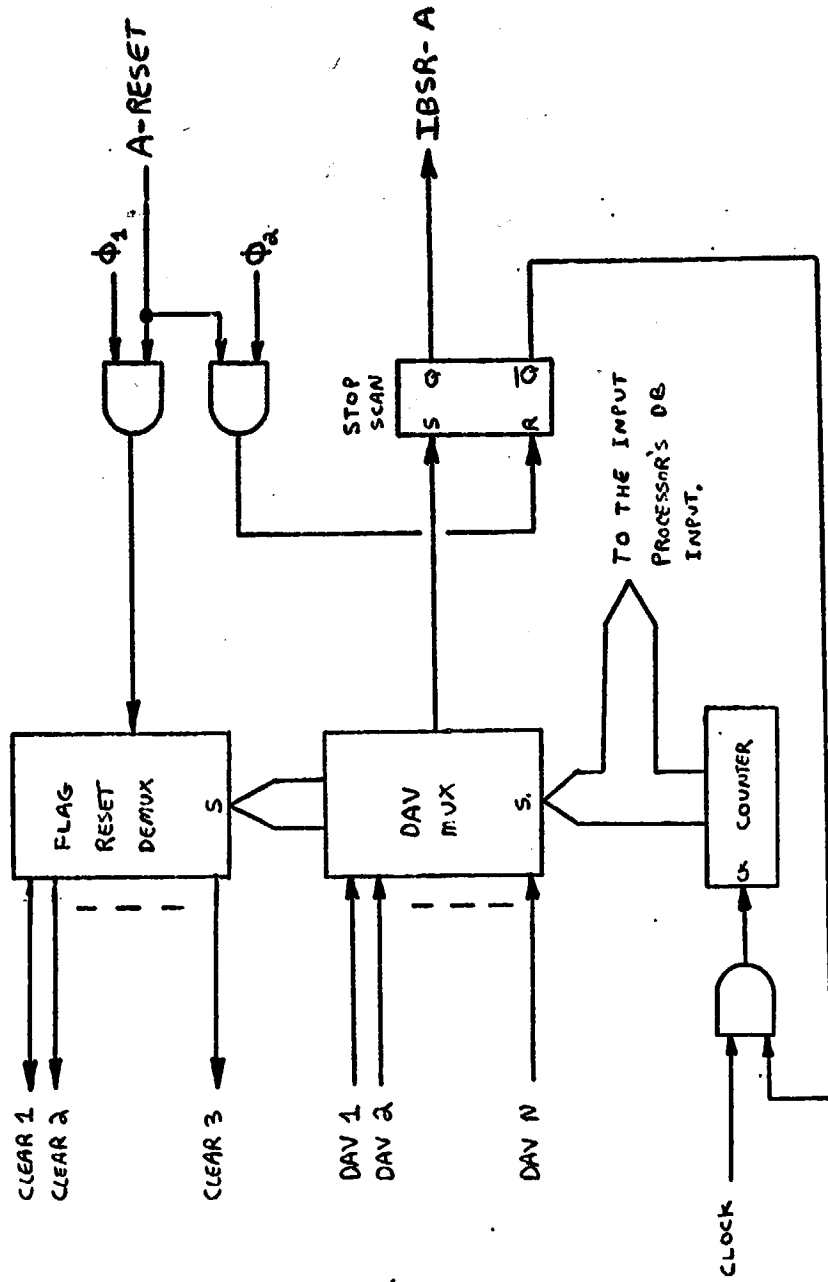 CLEAR 1
CLEAR 2
CLEAR 3
FLAG
RESET
DEMUX
S
Φ1
A-RESET
Φ2
DAV 1
DAV 2
DAV N
DAV
MUX
S.
STOP
SCAN
S
Q
R
Q̅
IBSR-A
TO THE INPUT
PROCESSOR'S DB
INPUT.
CLOCK
CK COUNTER